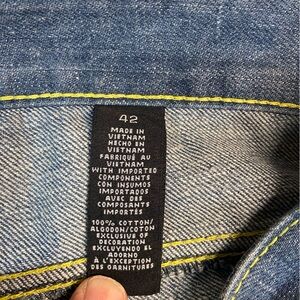 42
MADE IN
VIETNAM
HECHO EN
VIETNAM
FABRIQUÉ AU
VIETNAM
WITH IMPORTED
COMPONENTS
CON INSUMOS
IMPORTADOS
AVEC DES
COMPOSANTS
IMPORTÉS
100% COTTON/
ALGODON/COTON
EXCLUSIVE OF
DECORATION
EXCLUYENDO EL
ADORNO
À L'EXCEPTION
DES GARNITURES